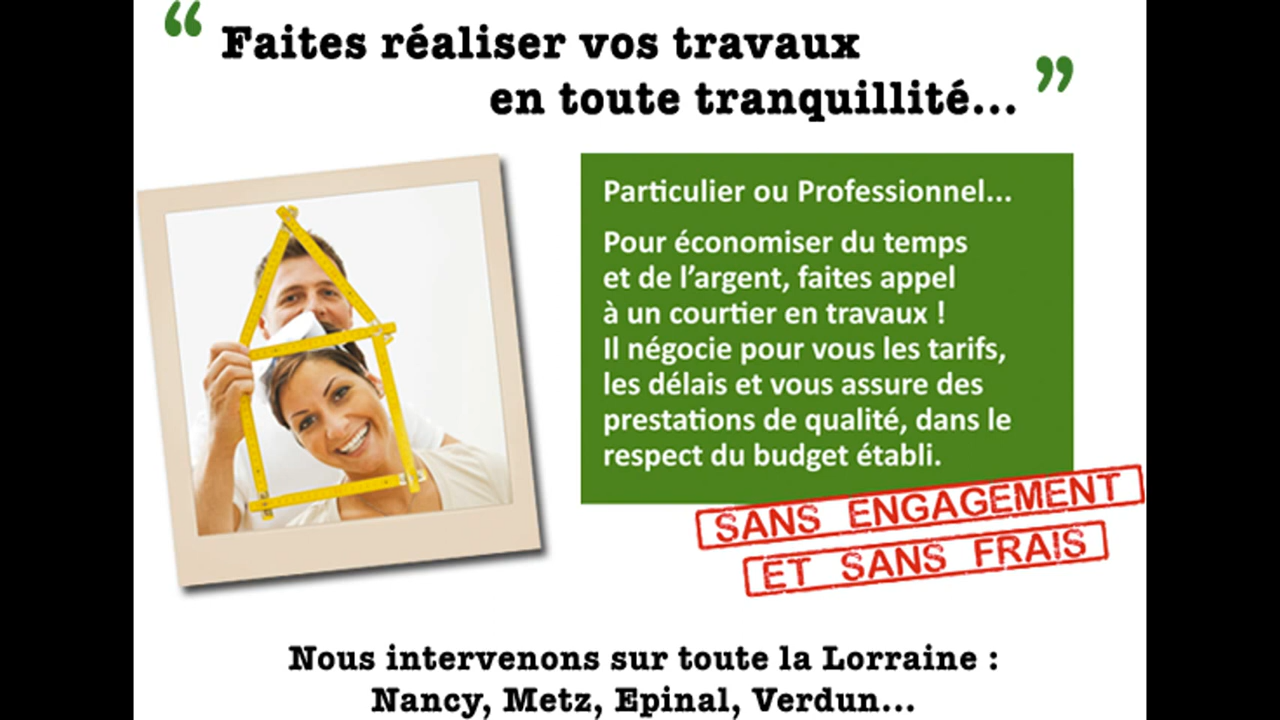 “ Faites réaliser vos travaux
en toute tranquillité... ”
Particulier ou Professionnel...
Pour économiser du temps
et de l’argent, faites appel
à un courtier en travaux !
Il négocie pour vous les tarifs,
les délais et vous assure des
prestations de qualité, dans le
respect du budget établi.
SANS ENGAGEMENT
ET SANS FRAIS
Nous intervenons sur toute la Lorraine :
Nancy, Metz, Epinal, Verdun...